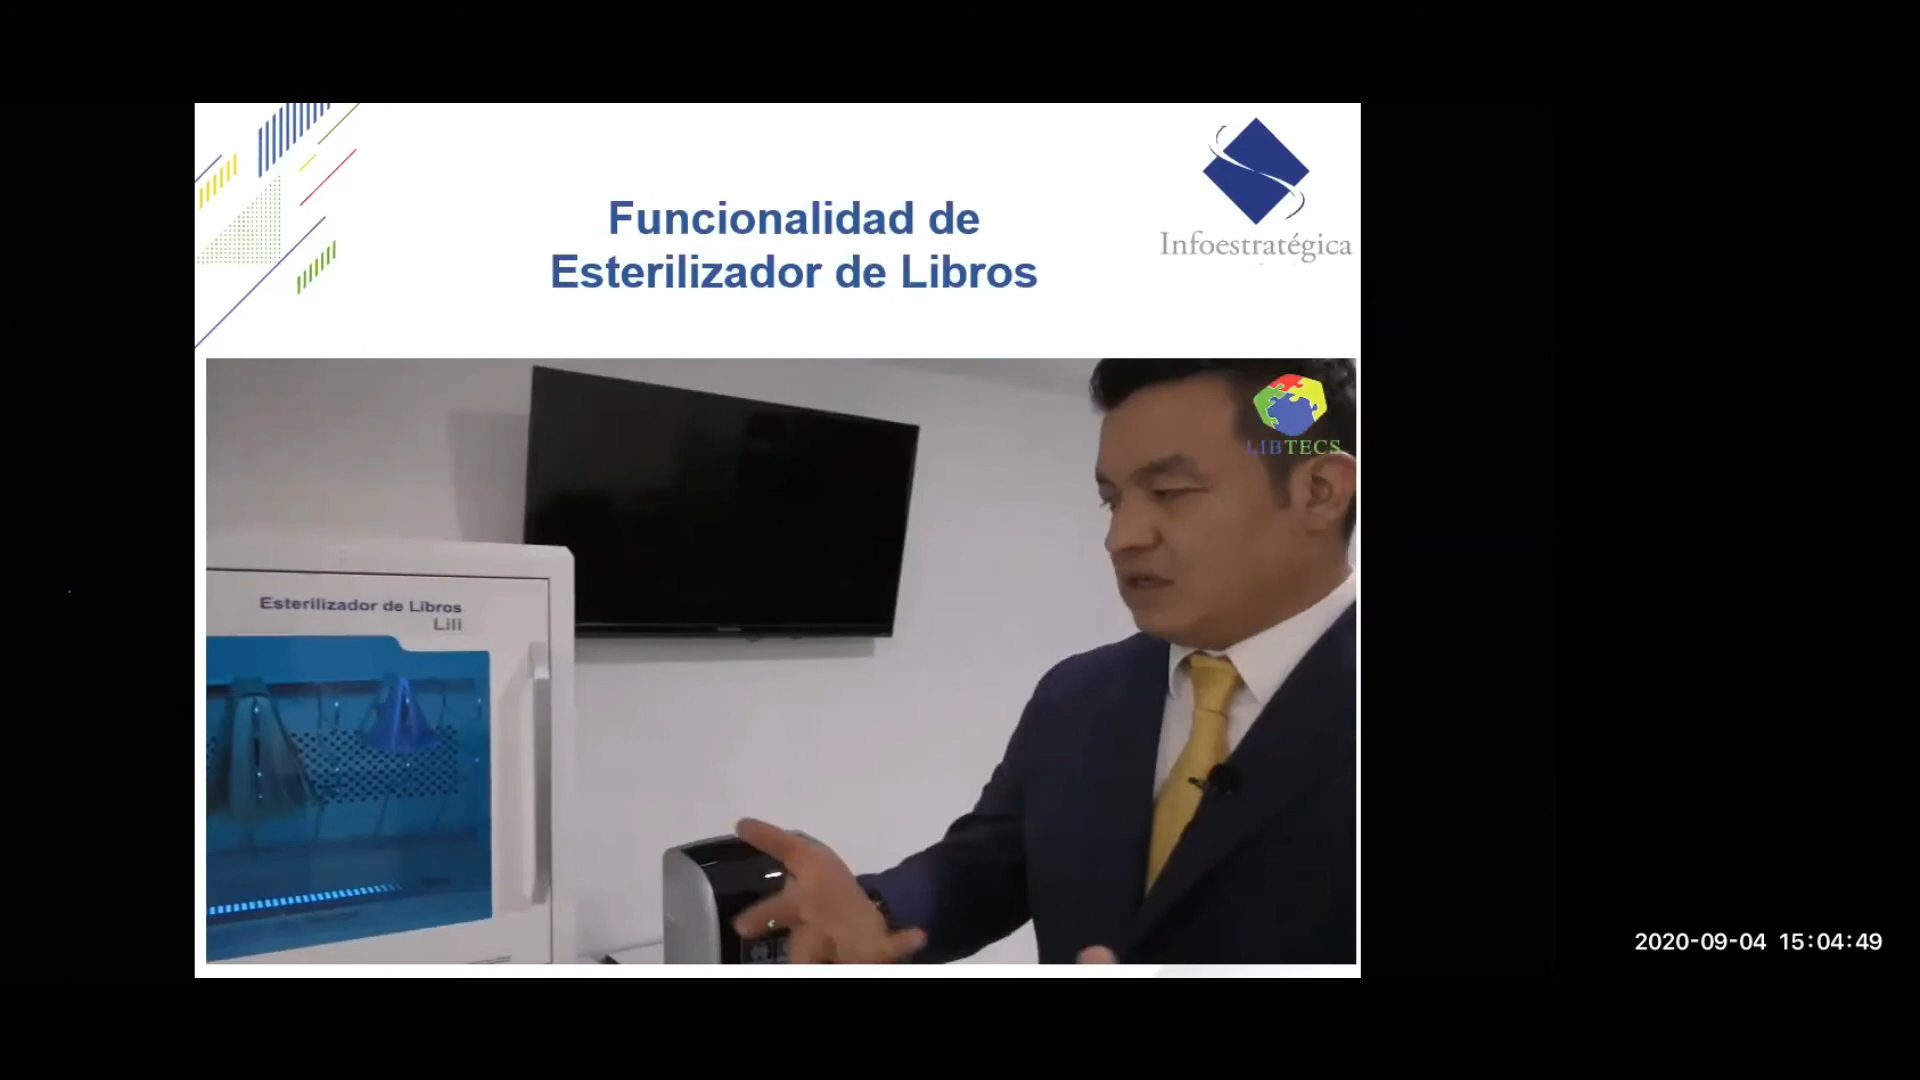 Funcionalidad de
Esterilizador de Libros
Infoestratégica
LIBTECS
Esterilizador de Libros
Lili
2020-09-04 15:04:49